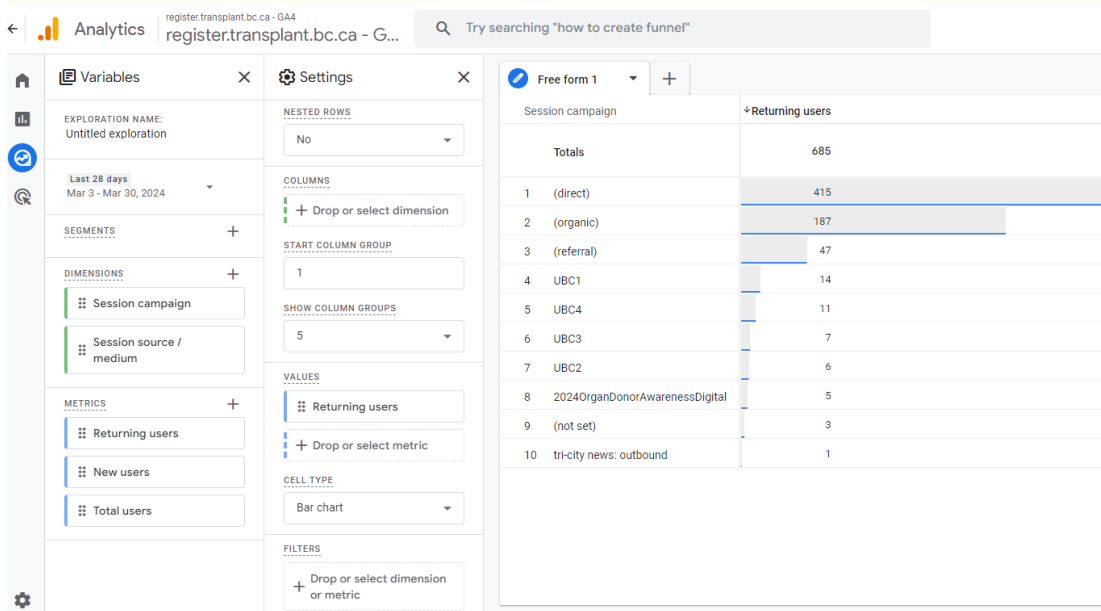 Analytics
register.transplant.bc.ca - GA4
register.transplant.bc.ca - G...
Try searching "how to create funnel"
Variables
EXPLORATION NAME:
Untitled exploration
Last 28 days
Mar 3 - Mar 30, 2024
SEGMENTS
DIMENSIONS
Session campaign
Session source /
medium
METRICS
Returning users
New users
Total users
Settings
NESTED ROWS
No
COLUMNS
Drop or select dimension
START COLUMN GROUP
1
SHOW COLUMN GROUPS
5
VALUES
Returning users
Drop or select metric
CELL TYPE
Bar chart
FILTERS
Drop or select dimension
or metric
Free form 1
Session campaign Returning users
Totals 685
1 (direct) 415
2 (organic) 187
3 (referral) 47
4 UBC1 14
5 UBC4 11
6 UBC3 7
7 UBC2 6
8 2024OrganDonorAwarenessDigital 5
9 (not set) 3
10 tri-city news: outbound 1